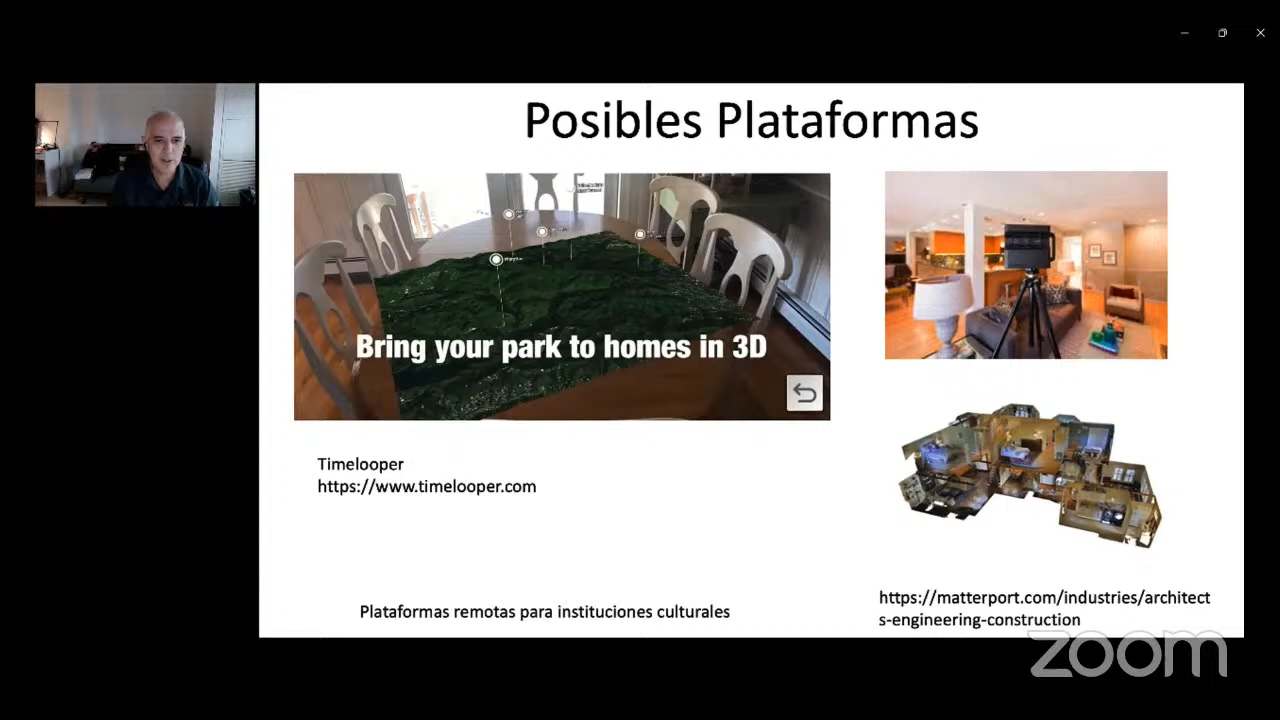 Posibles Plataformas
Bring your park to homes in 3D
Timelooper
https://www.timelooper.com
Plataformas remotas para instituciones culturales
https://matterport.com/industries/architect
s-engineering-construction
zoom